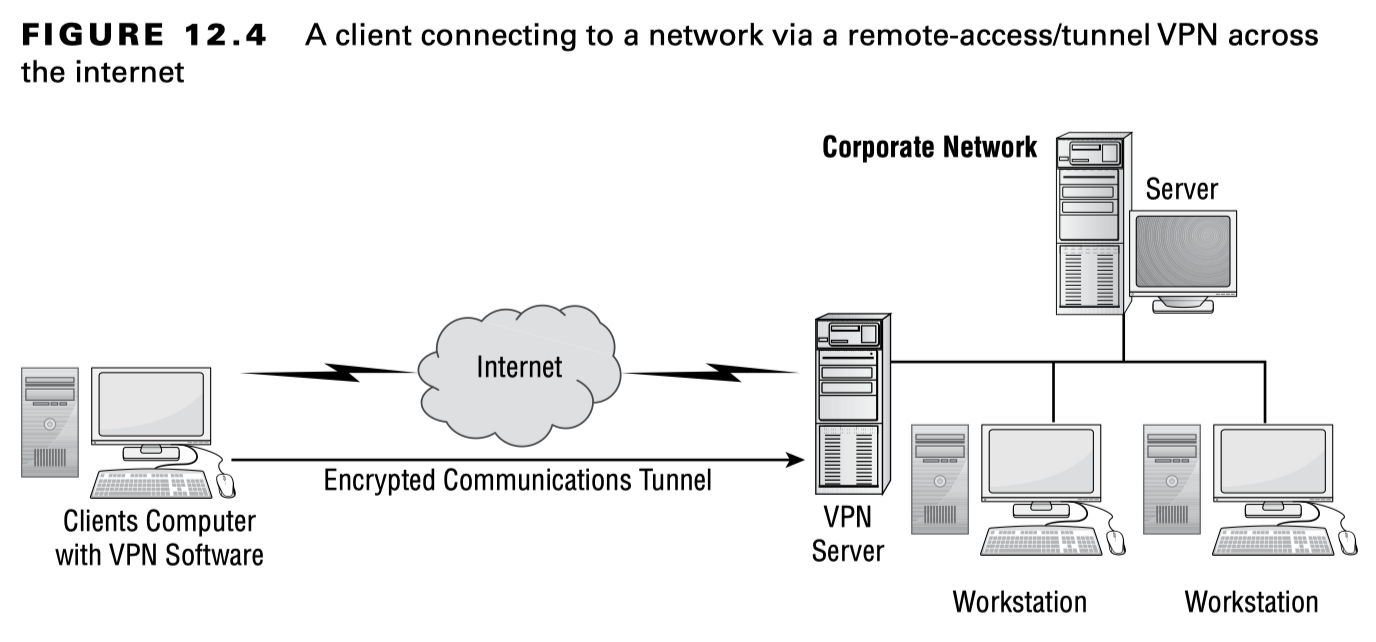 FIGURE 12.4 A client connecting to a network via a remote-access/tunnel VPN across
the internet
Corporate Network
Server
Internet
Encrypted Communications Tunnel
Clients Computer
with VPN Software
VPN
Server
Workstation
Workstation